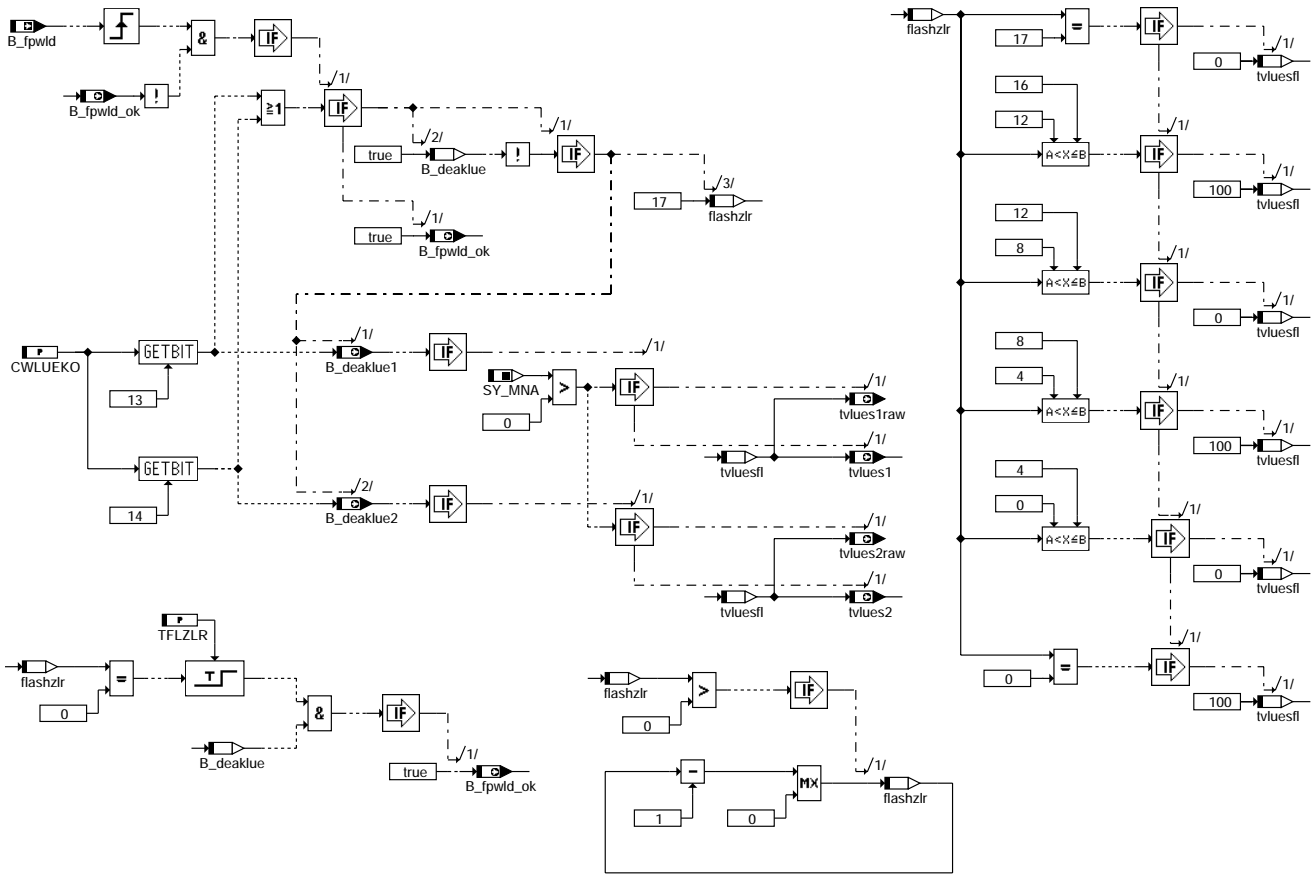 B_fpwld
&
IF
/1/
B_fpwld_ok
!
≥1
IF
/2/
/1/
true
B_deaklue
!
IF
/3/
17
flashzlr
/1/
true
B_fpwld_ok
P
CWLUEKO
GETBIT
13
/1/
B_deaklue1
IF
/1/
SY_MNA
0
>
IF
/1/
tvlues1raw
/1/
tvluesfl
tvlues1
GETBIT
14
/2/
B_deaklue2
IF
/1/
IF
/1/
tvlues2raw
/1/
tvluesfl
tvlues2
P
TFLZLR
flashzlr
=
0
T
&
IF
B_deaklue
/1/
true
B_fpwld_ok
flashzlr
>
0
IF
/1/
-
1
MX
0
flashzlr
flashzlr
17
=
IF
/1/
0
tvluesfl
16
12
A<X≤B
/1/
IF
/1/
100
tvluesfl
12
8
A<X≤B
/1/
IF
/1/
0
tvluesfl
8
4
A<X≤B
/1/
IF
/1/
100
tvluesfl
4
0
A<X≤B
/1/
IF
/1/
0
tvluesfl
0
=
/1/
IF
/1/
100
tvluesfl